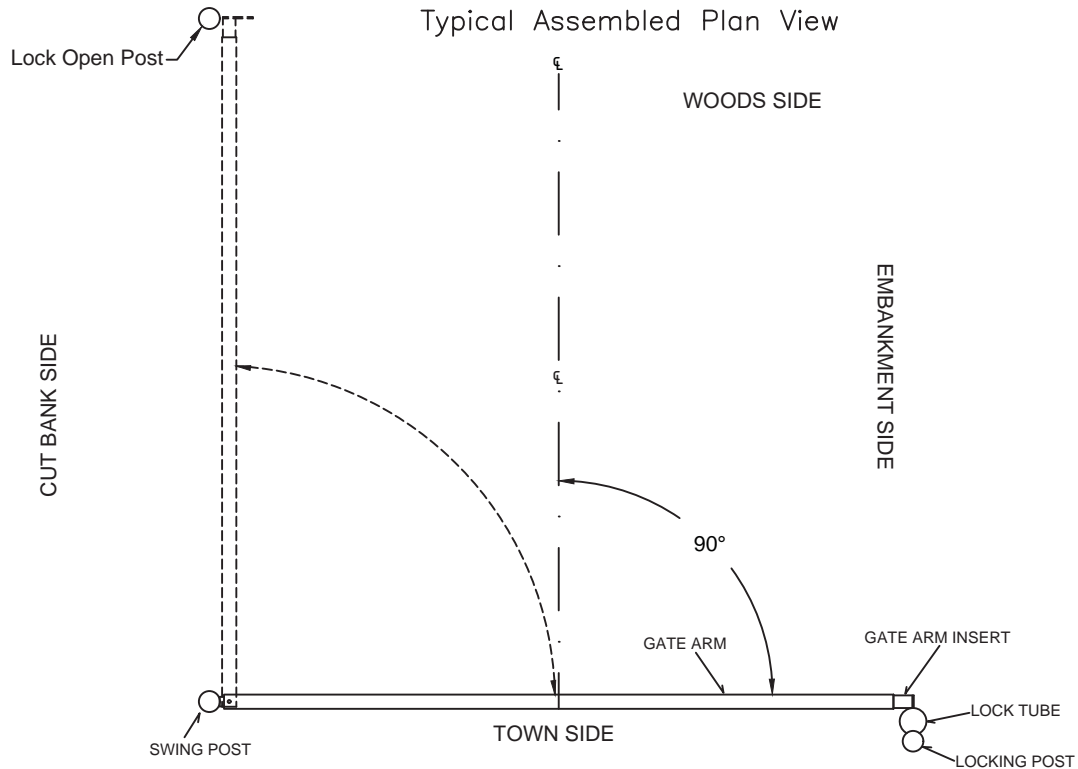 Typical Assembled Plan View
Lock Open Post
℄
WOODS SIDE
EMBANKMENT SIDE
CUT BANK SIDE
℄
90°
GATE ARM
GATE ARM INSERT
LOCK TUBE
TOWN SIDE
SWING POST
LOCKING POST